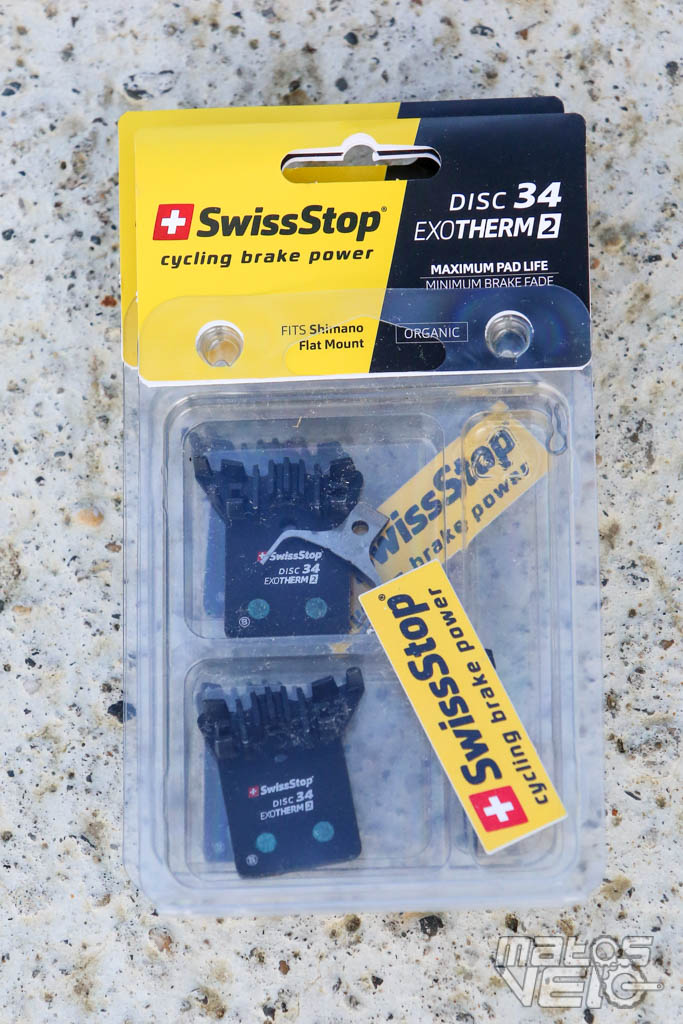 SwissStop®
cycling brake power
DISC 34
EXOTHERM 2
MAXIMUM PAD LIFE
MINIMUM BRAKE FADE
FITS Shimano
Flat Mount
ORGANIC
SwissStop
brake power
SwissStop
DISC 34
EXOTHERM 2
SwissStop®
cycling brake power
SwissStop
DISC 34
EXOTHERM 2
matos
VELO